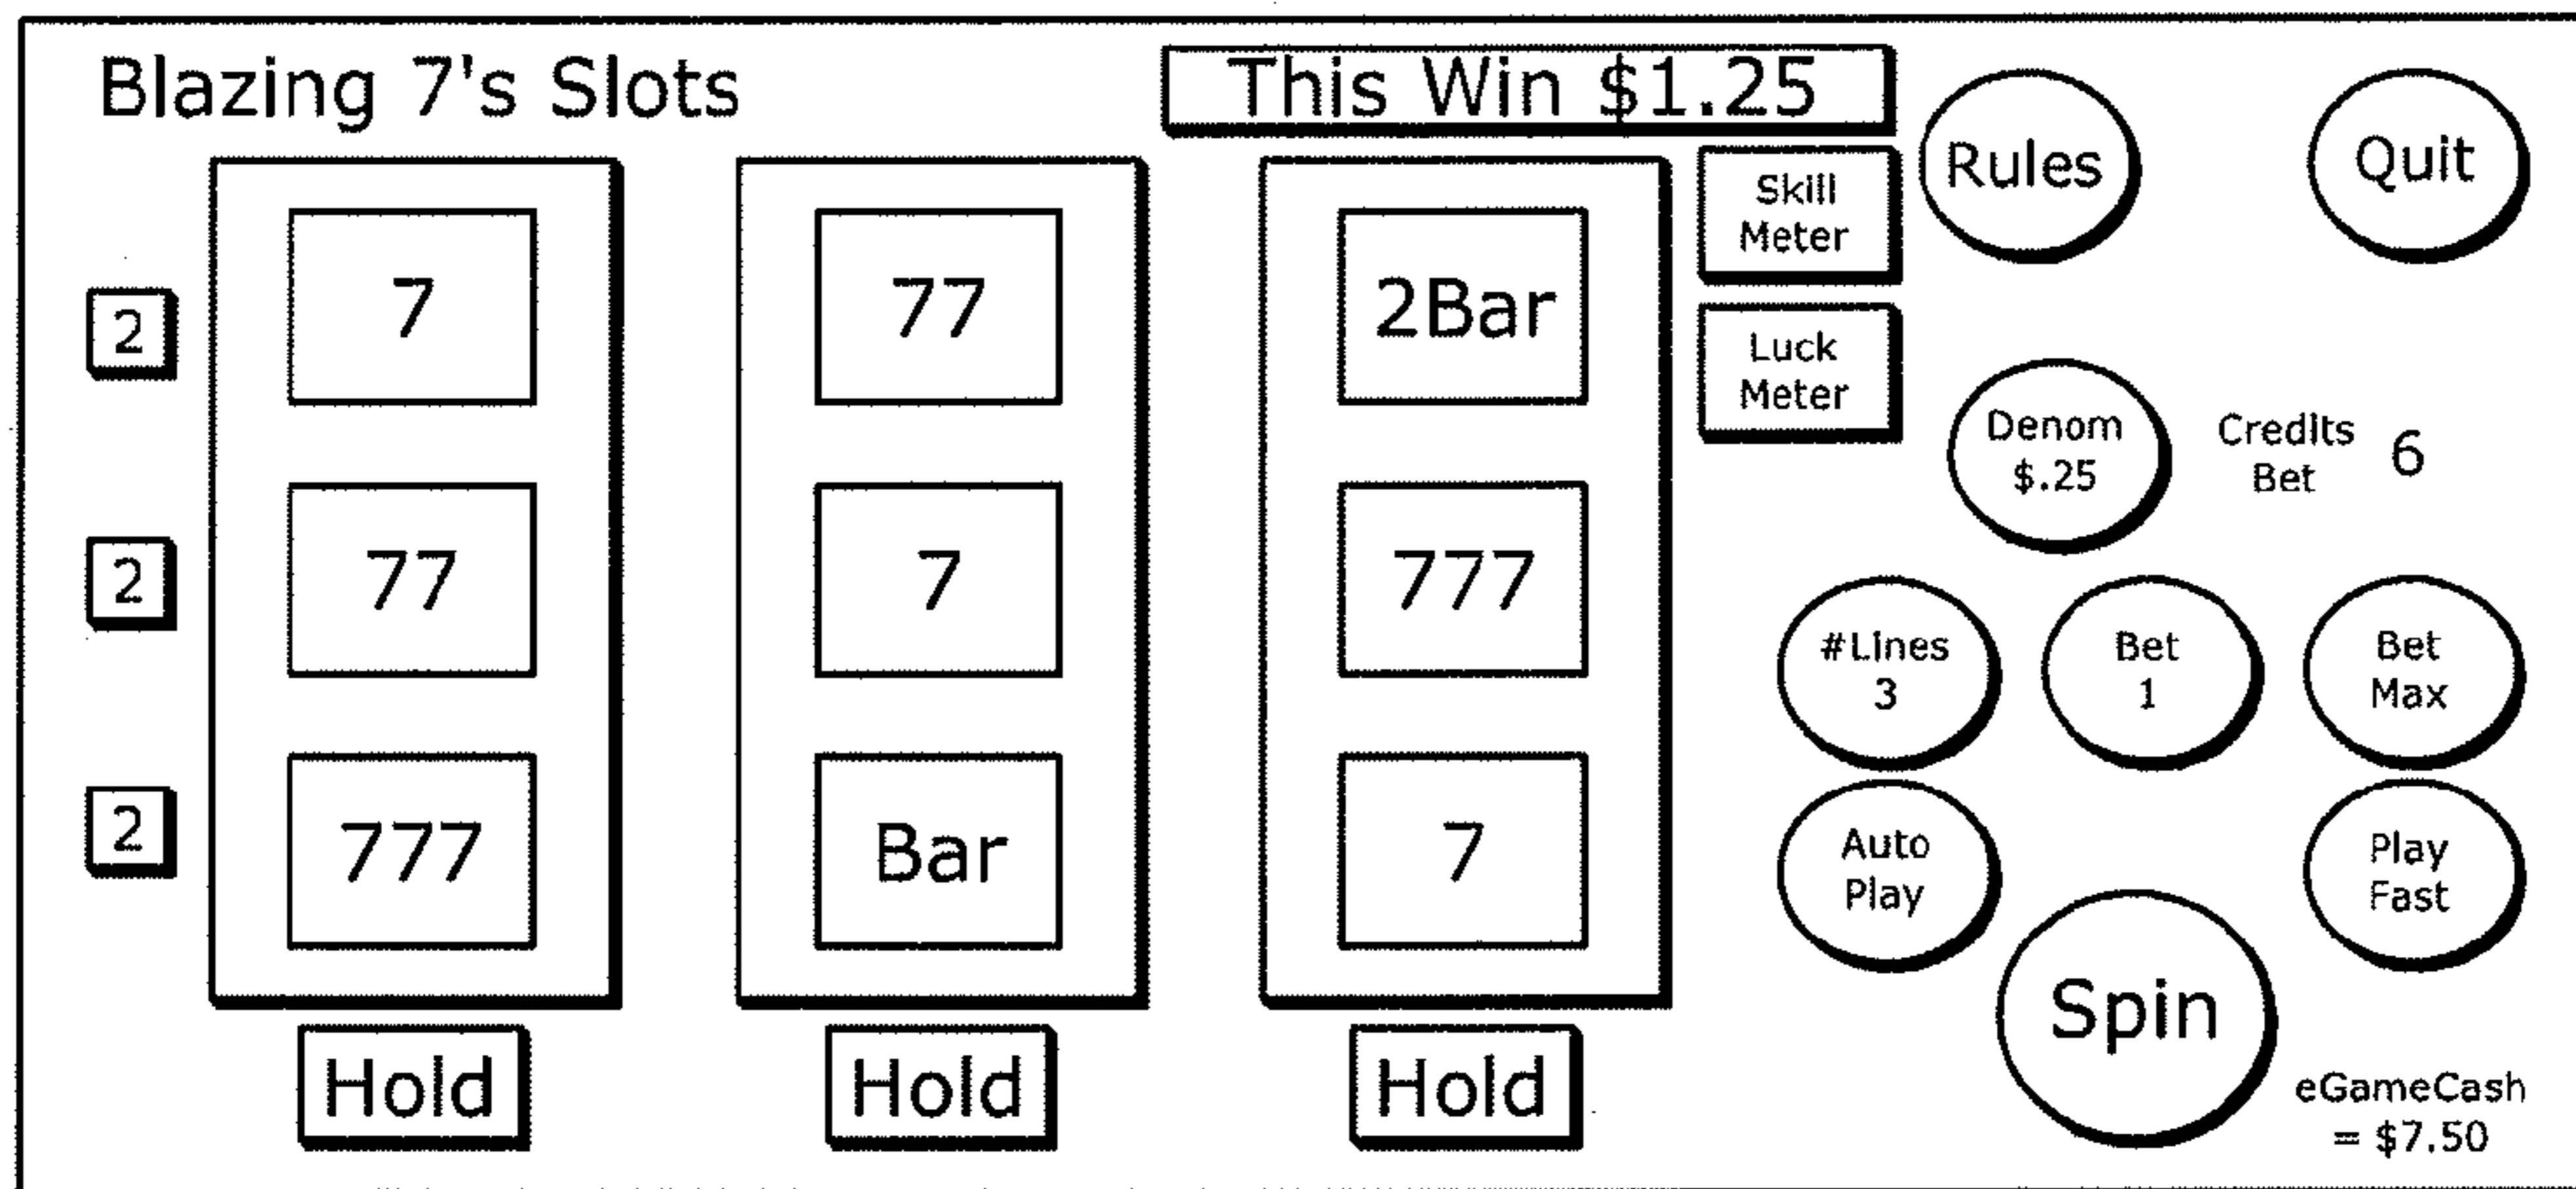 Blazing 7's Slots
This Win $1.25
Rules
Quit
Skill
Meter
Luck
Meter
2
7
77
2Bar
Denom
$.25
Credits
Bet
6
2
77
7
777
#Lines
3
Bet
1
Bet
Max
2
777
Bar
7
Auto
Play
Play
Fast
Spin
Hold
Hold
Hold
eGameCash
= $7.50